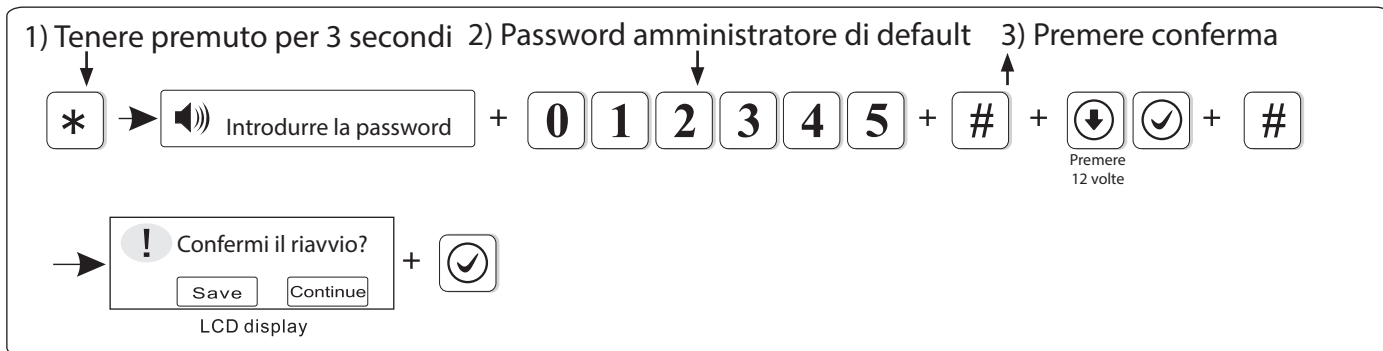 1) Tenere premuto per 3 secondi 2) Password amministratore di default 3) Premere conferma
* Introdurre la password + 0 1 2 3 4 5 + # + + #
Premere
12 volte
! Confermi il riavvio? +
Save Continue
LCD display